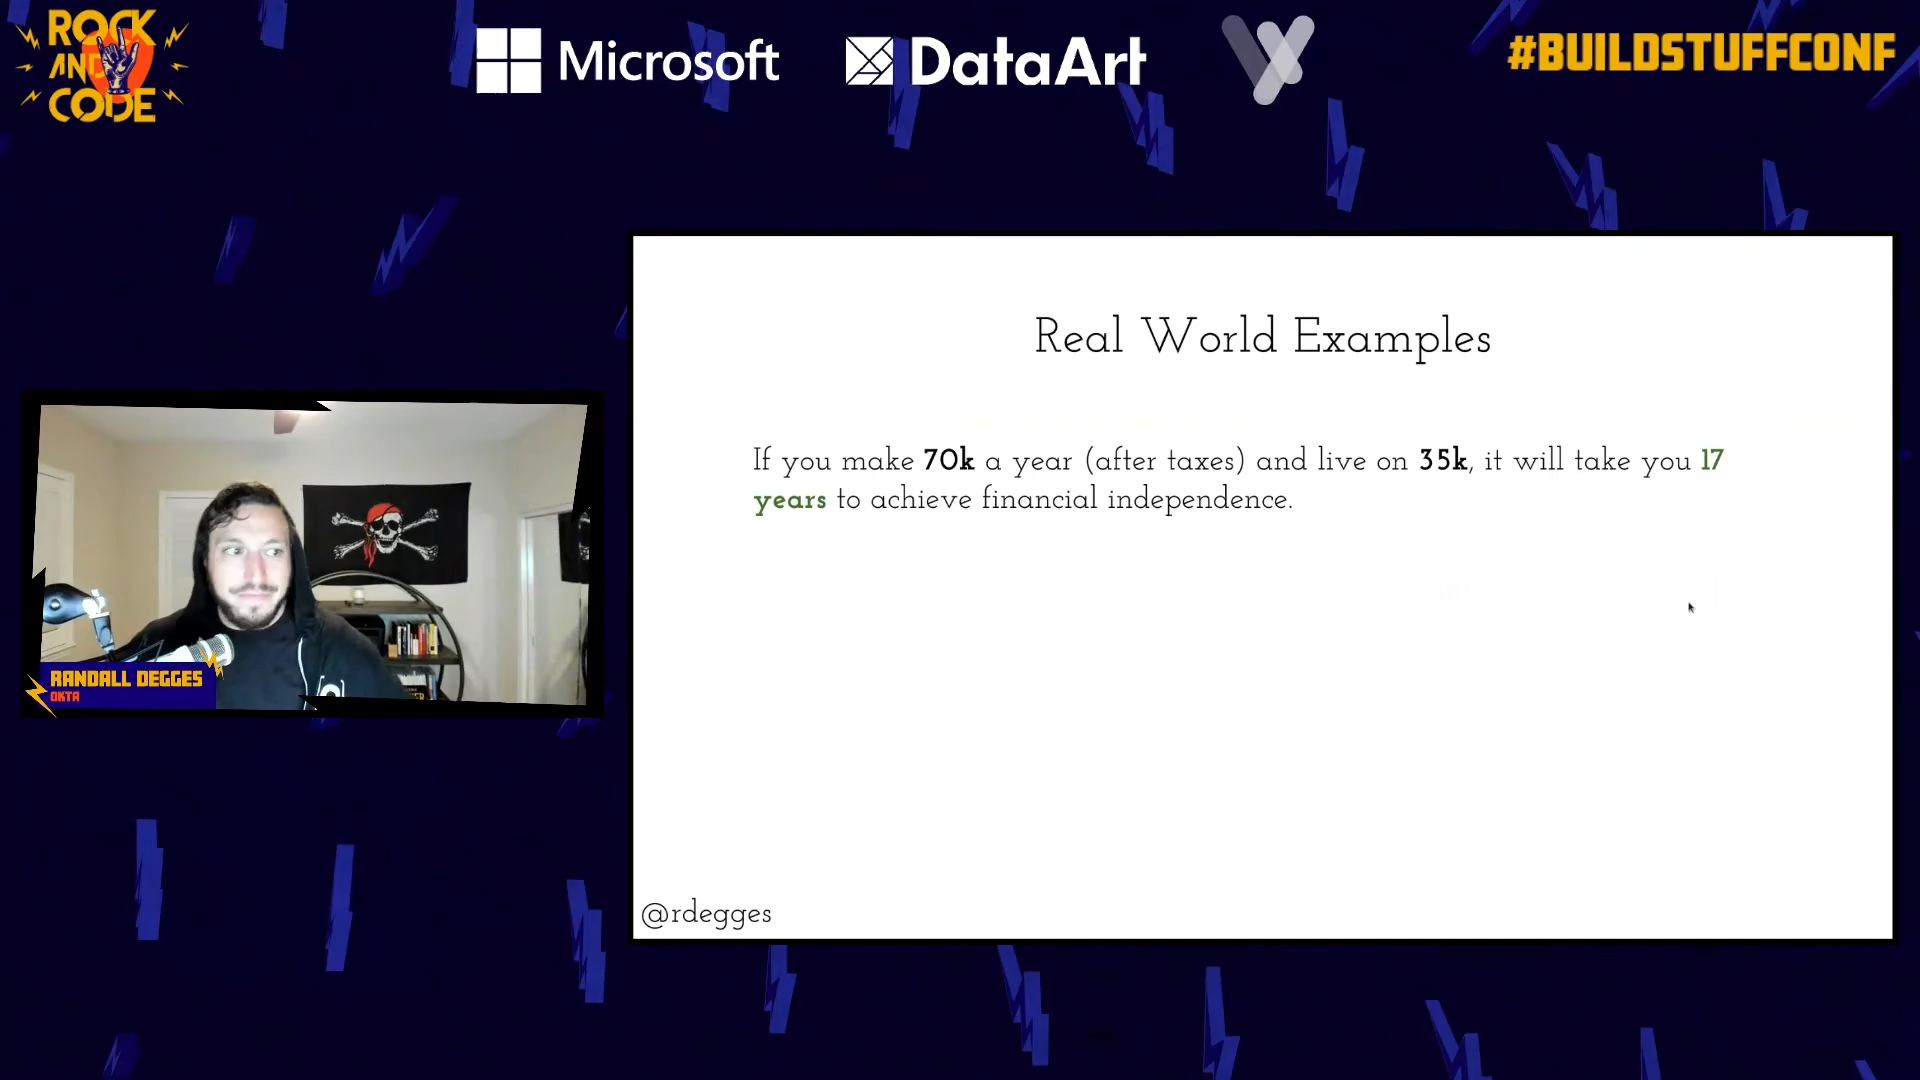 ROCK
AND
CODE
Microsoft
DataArt
#BUILDSTUFFCONF
Real World Examples
If you make 70k a year (after taxes) and live on 35k, it will take you 17
years to achieve financial independence.
RANDALL DEGGES
OKTA
@rdegges